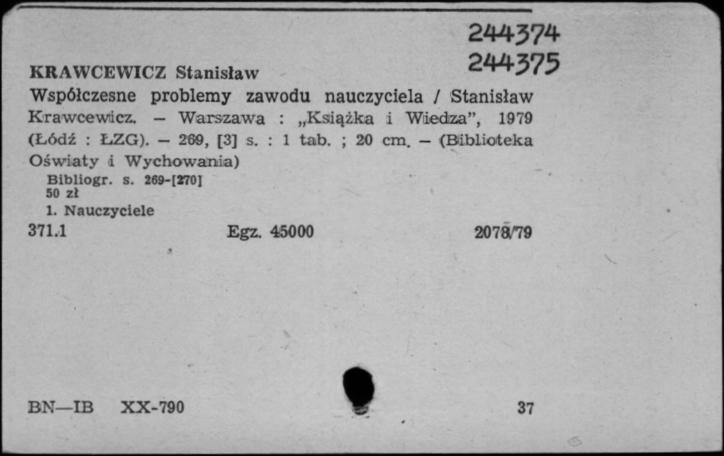 244374
244375
KRAWCEWICZ Stanisław
Współczesne problemy zawodu nauczyciela / Stanisław
Krawcewicz. — Warszawa : „Książka i Wiedza”, 1979
(Łódź : ŁZG). — 269, [3] s. : 1 tab. ; 20 cm. — (Biblioteka
Oświaty i Wychowania)
Bibliogr. s. 269-[270]
50 zł
1. Nauczyciele
371.1 Egz. 45000 2078/79
BN—IB XX-790 37